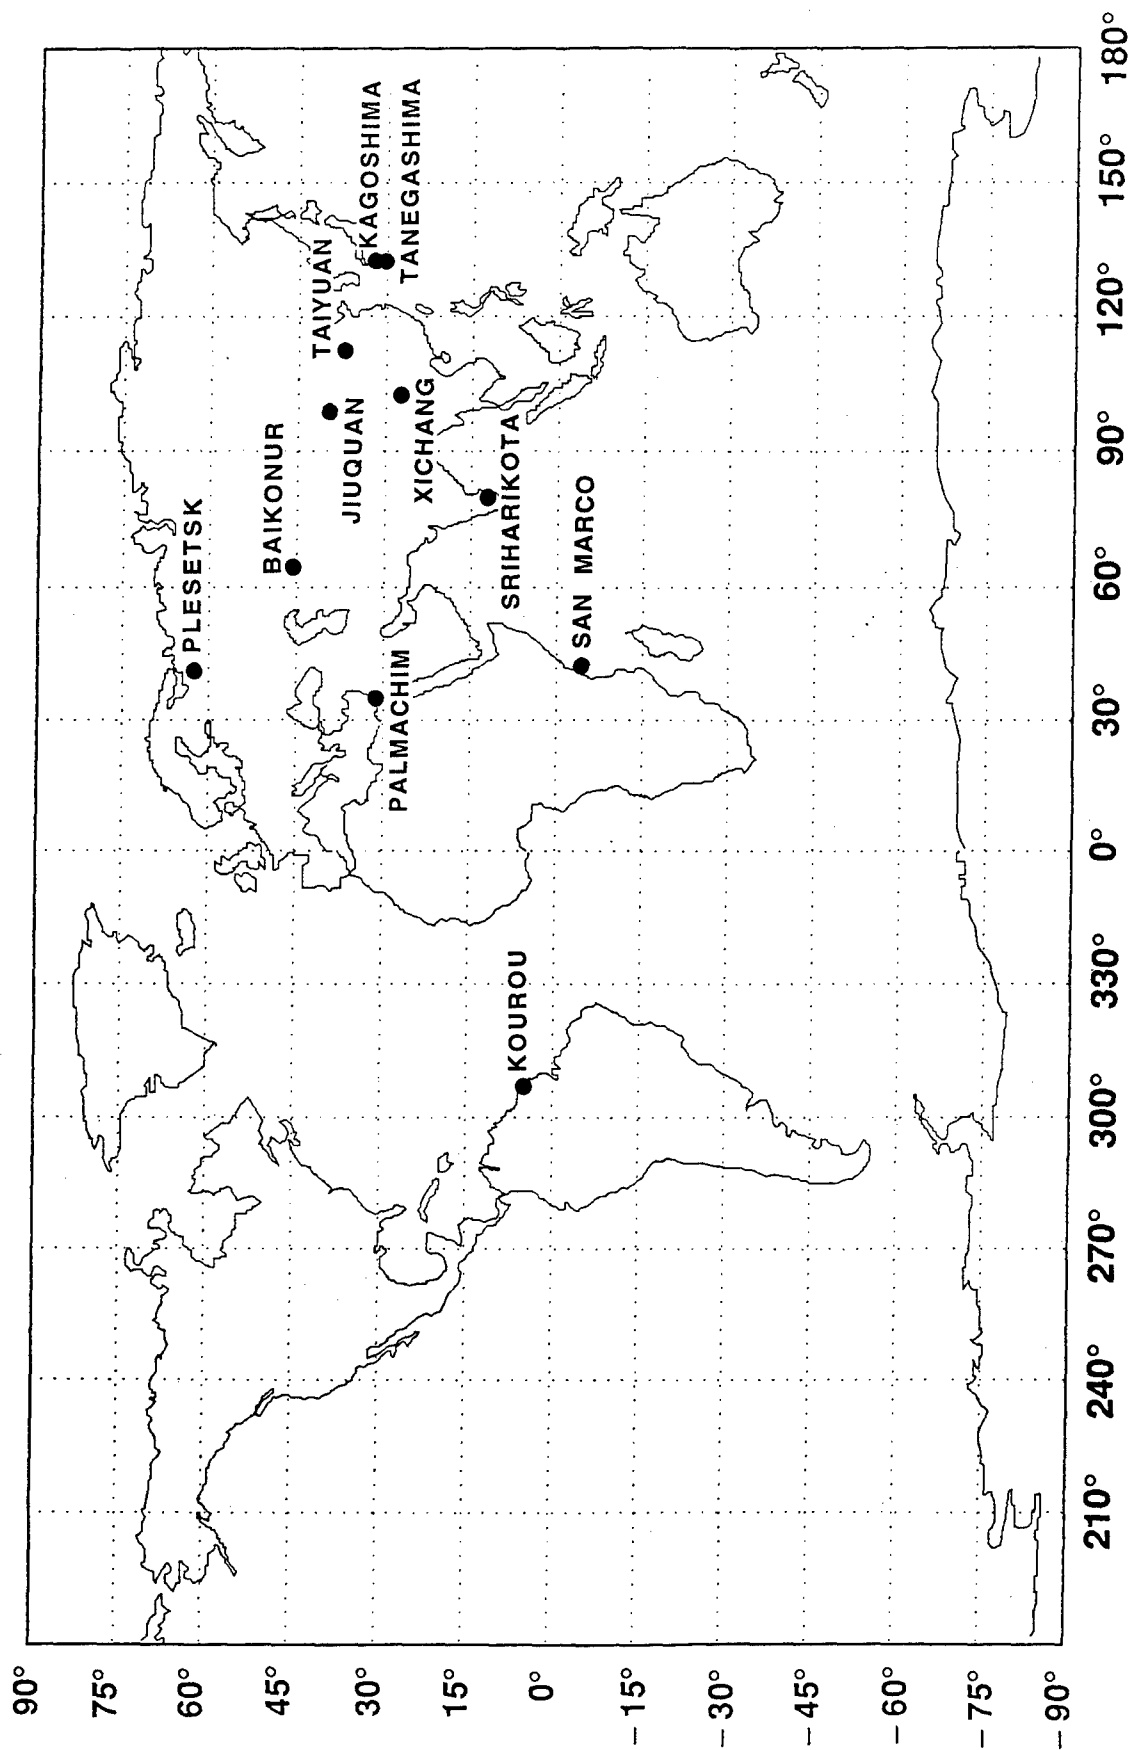 90°
75°
60°
45°
30°
15°
0°
-15°
-30°
-45°
-60°
-75°
-90°
PLESETSK
BAIKONUR
TAIYUAN
KAGOSHIMA
TANEGASHIMA
JIUQUAN
XICHANG
PALMACHIM
SRIHARIKOTA
KOUROU
SAN MARCO
210°
240°
270°
300°
330°
0°
30°
60°
90°
120°
150°
180°